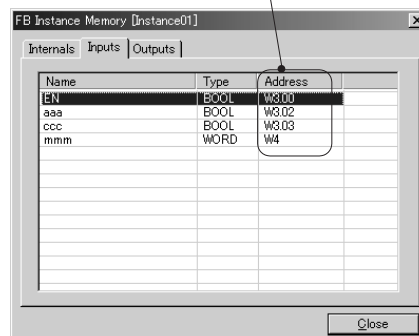 FB Instance Memory [Instance01]
Internals Inputs Outputs
Name Type Address
EN BOOL W3.00
aaa BOOL W3.02
ccc BOOL W3.03
mmm WORD W4
Close